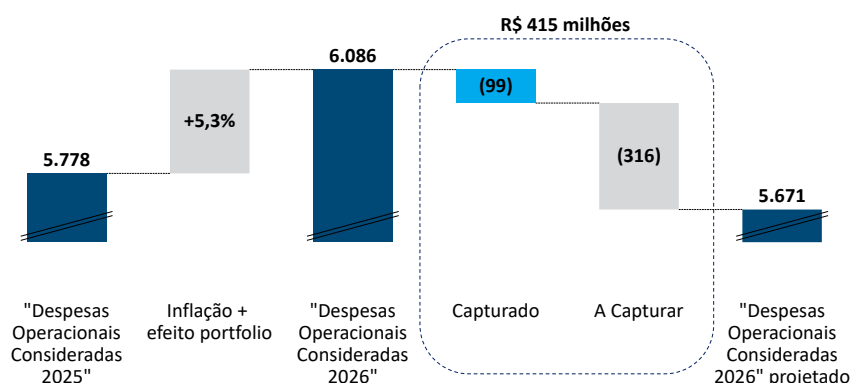 R$ 415 milhões
6.086
(99)
+5,3%
5.778
(316)
5.671
"Despesas
Operacionais
Consideradas
2025"
Inflação +
efeito portfolio
"Despesas
Operacionais
Consideradas
2026"
Capturado
A Capturar
"Despesas
Operacionais
Consideradas
2026" projetado